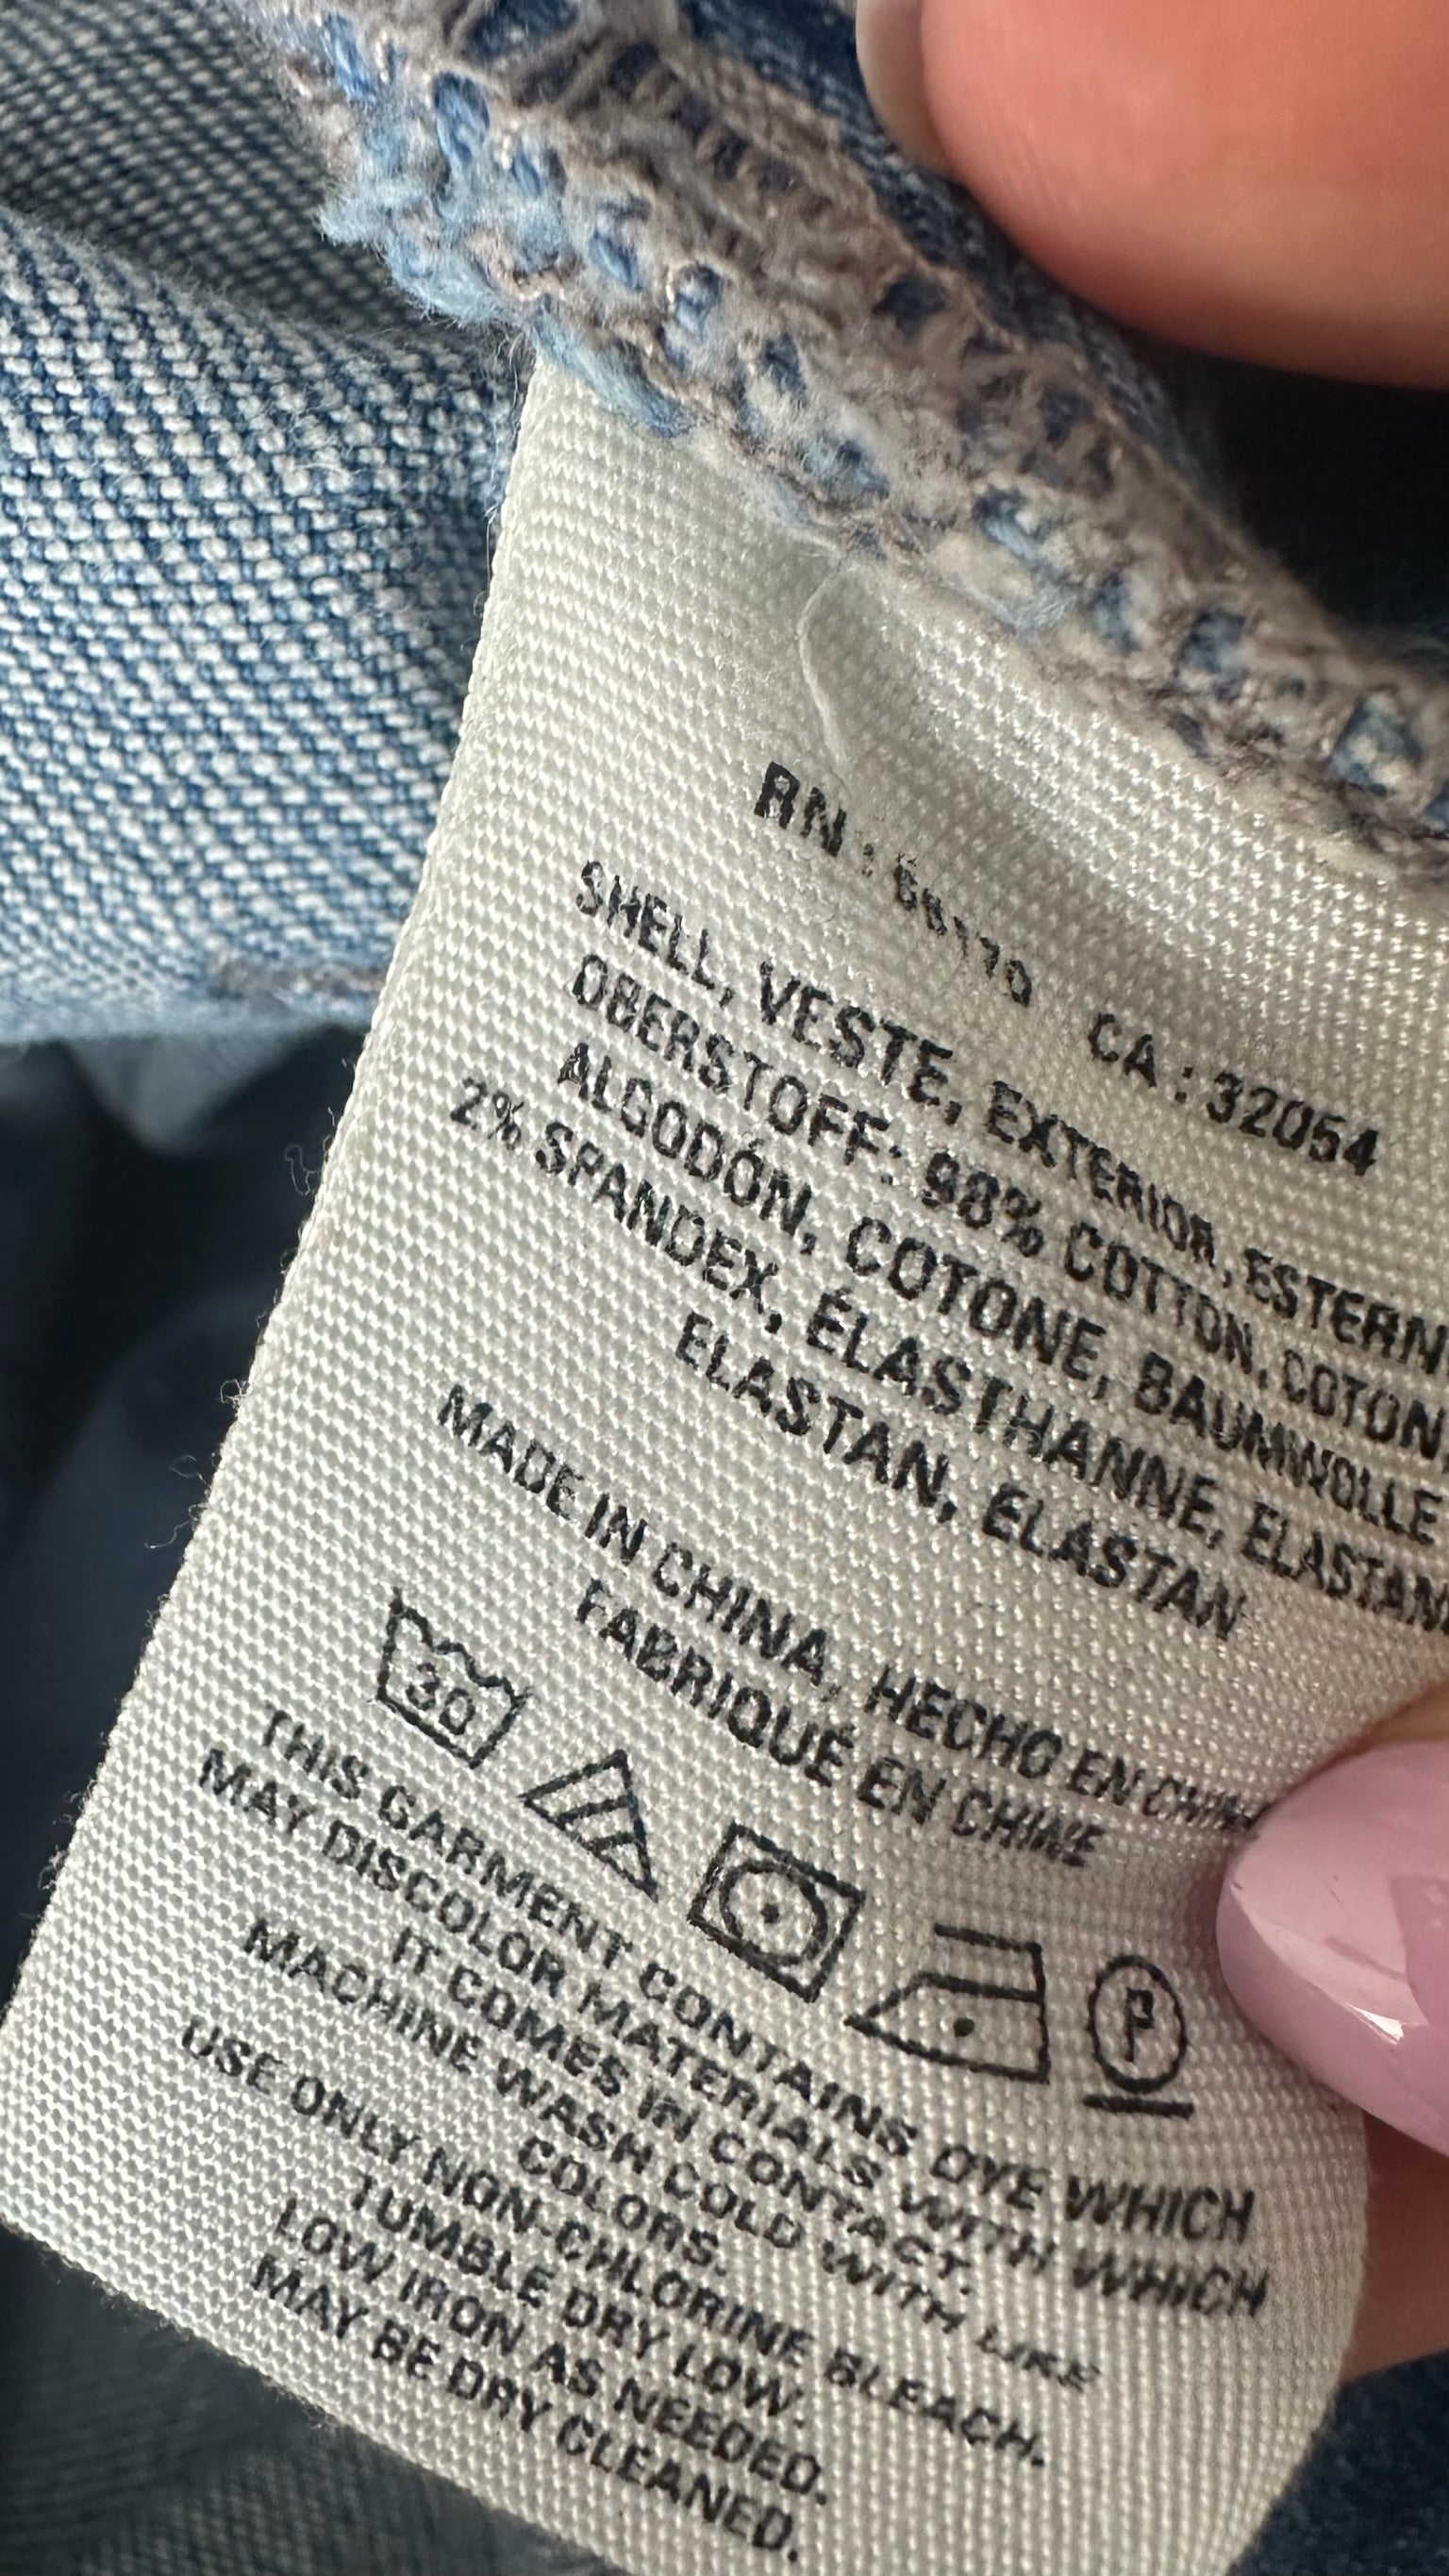 RN: CA: 32054
SHELL, VESTE, EXTERIOR, ESTERN
OBERSTOFF: 98% COTTON, COTON,
ALGODÓN, COTONE, BAUMWOLLE
2% SPANDEX, ÉLASTHANNE, ELASTAN
ELASTAN, ELASTAN
MADE IN CHINA, HECHO EN CHINA
FABRIQUÉ EN CHINE
30
P
THIS GARMENT CONTAINS DYE WHICH
MAY DISCOLOR MATERIALS WITH WHICH
IT COMES IN CONTACT.
MACHINE WASH COLD WITH LIKE
COLORS.
USE ONLY NON-CHLORINE BLEACH.
TUMBLE DRY LOW.
LOW IRON AS NEEDED.
MAY BE DRY CLEANED.